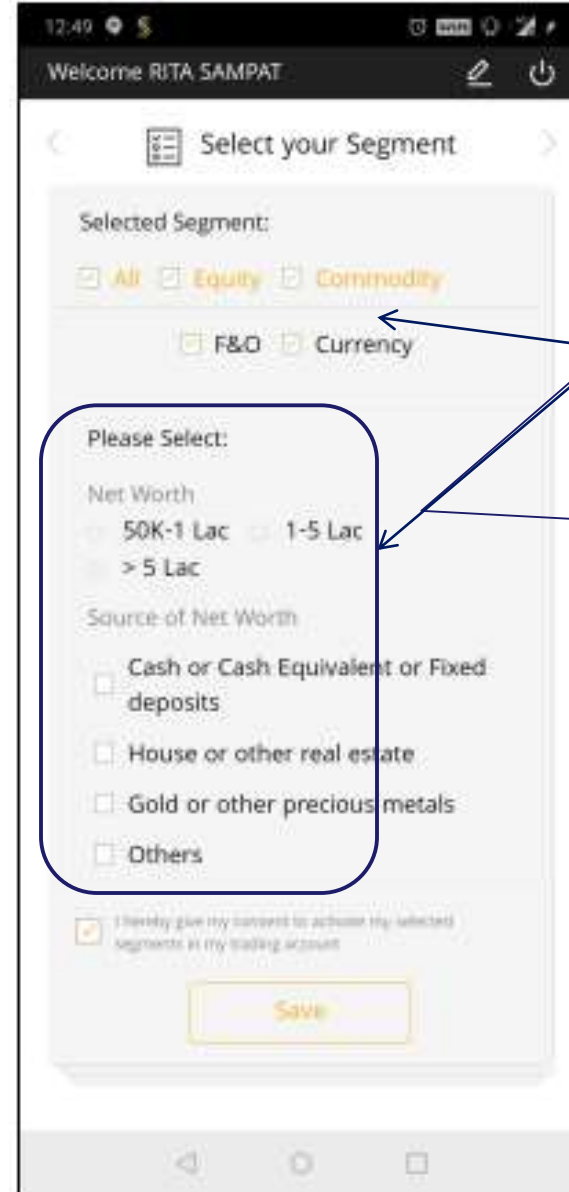 12:49
Welcome RITA SAMPAT
Select your Segment
Selected Segment:
All Equity Commodity
F&O Currency
Please Select:
Net Worth
50K-1 Lac 1-5 Lac
> 5 Lac
Source of Net Worth
Cash or Cash Equivalent or Fixed
deposits
House or other real estate
Gold or other precious metals
Others
I hereby give my consent to activate my selected
segments in my trading account
Save